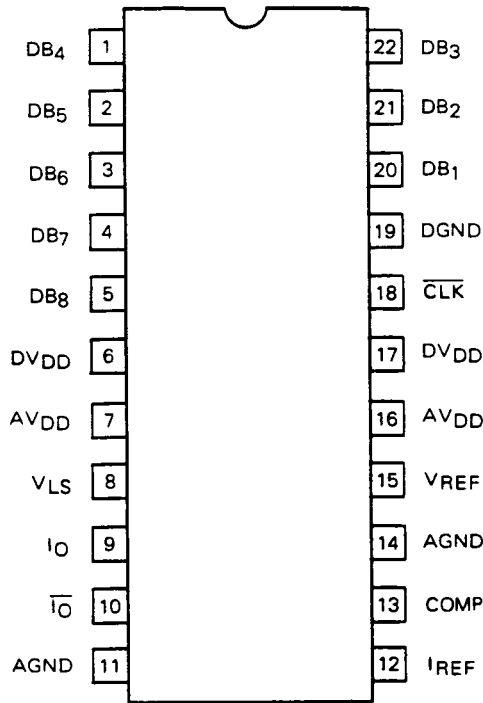 DB4 1 22 DB3
DB5 2 21 DB2
DB6 3 20 DB1
DB7 4 19 DGND
DB8 5 18 C̅L̅K̅
DVDD 6 17 DVDD
AVDD 7 16 AVDD
VLS 8 15 VREF
IO 9 14 AGND
I̅O̅ 10 13 COMP
AGND 11 12 IREF